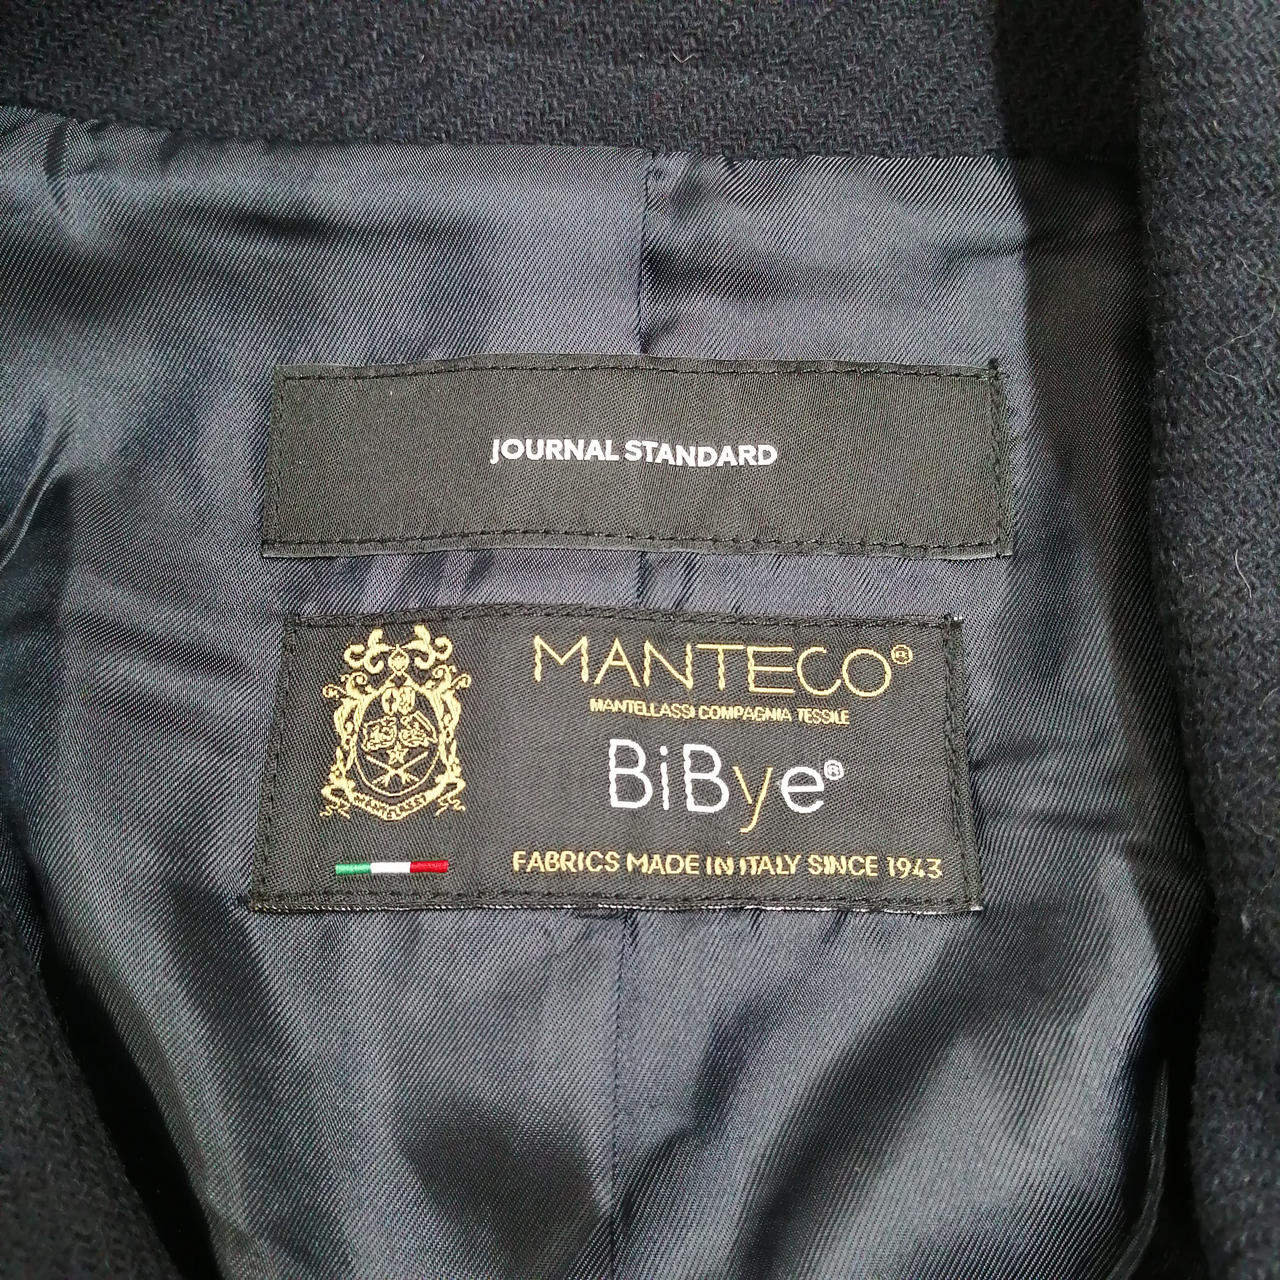 JOURNAL STANDARD
MANTECO®
MANTELLASSI COMPAGNIA TESSILE
BiBye®
FABRICS MADE IN ITALY SINCE 1943